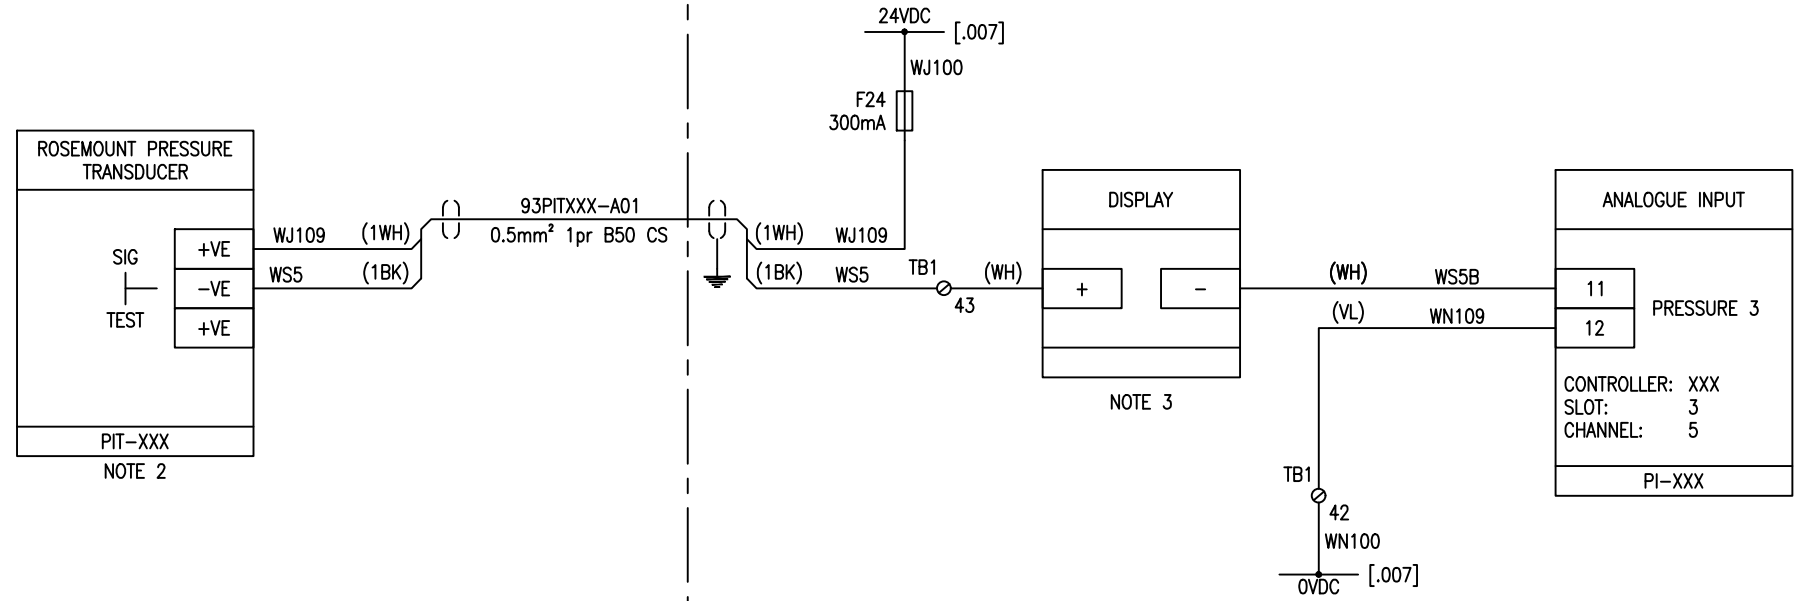 24VDC
[.007]
WJ100
F24
300mA
ROSEMOUNT PRESSURE
TRANSDUCER
SIG
TEST
+VE
-VE
+VE
PIT-XXX
NOTE 2
WJ109
(1WH)
WS5
(1BK)
93PITXXX-A01
0.5mm² 1pr B50 CS
(1WH)
WJ109
(1BK)
WS5
TB1
43
(WH)
DISPLAY
+
-
NOTE 3
(WH)
WS5B
(VL)
WN109
TB1
42
WN100
0VDC
[.007]
ANALOGUE INPUT
11
12
PRESSURE 3
CONTROLLER: XXX
SLOT: 3
CHANNEL: 5
PI-XXX